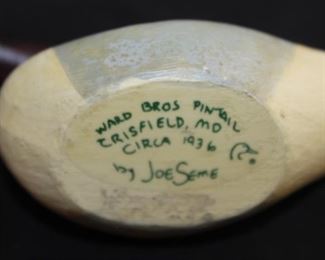 WARD BROS PINTAIL
CRISFIELD, MD
CIRCA 1936
by JOE SEME